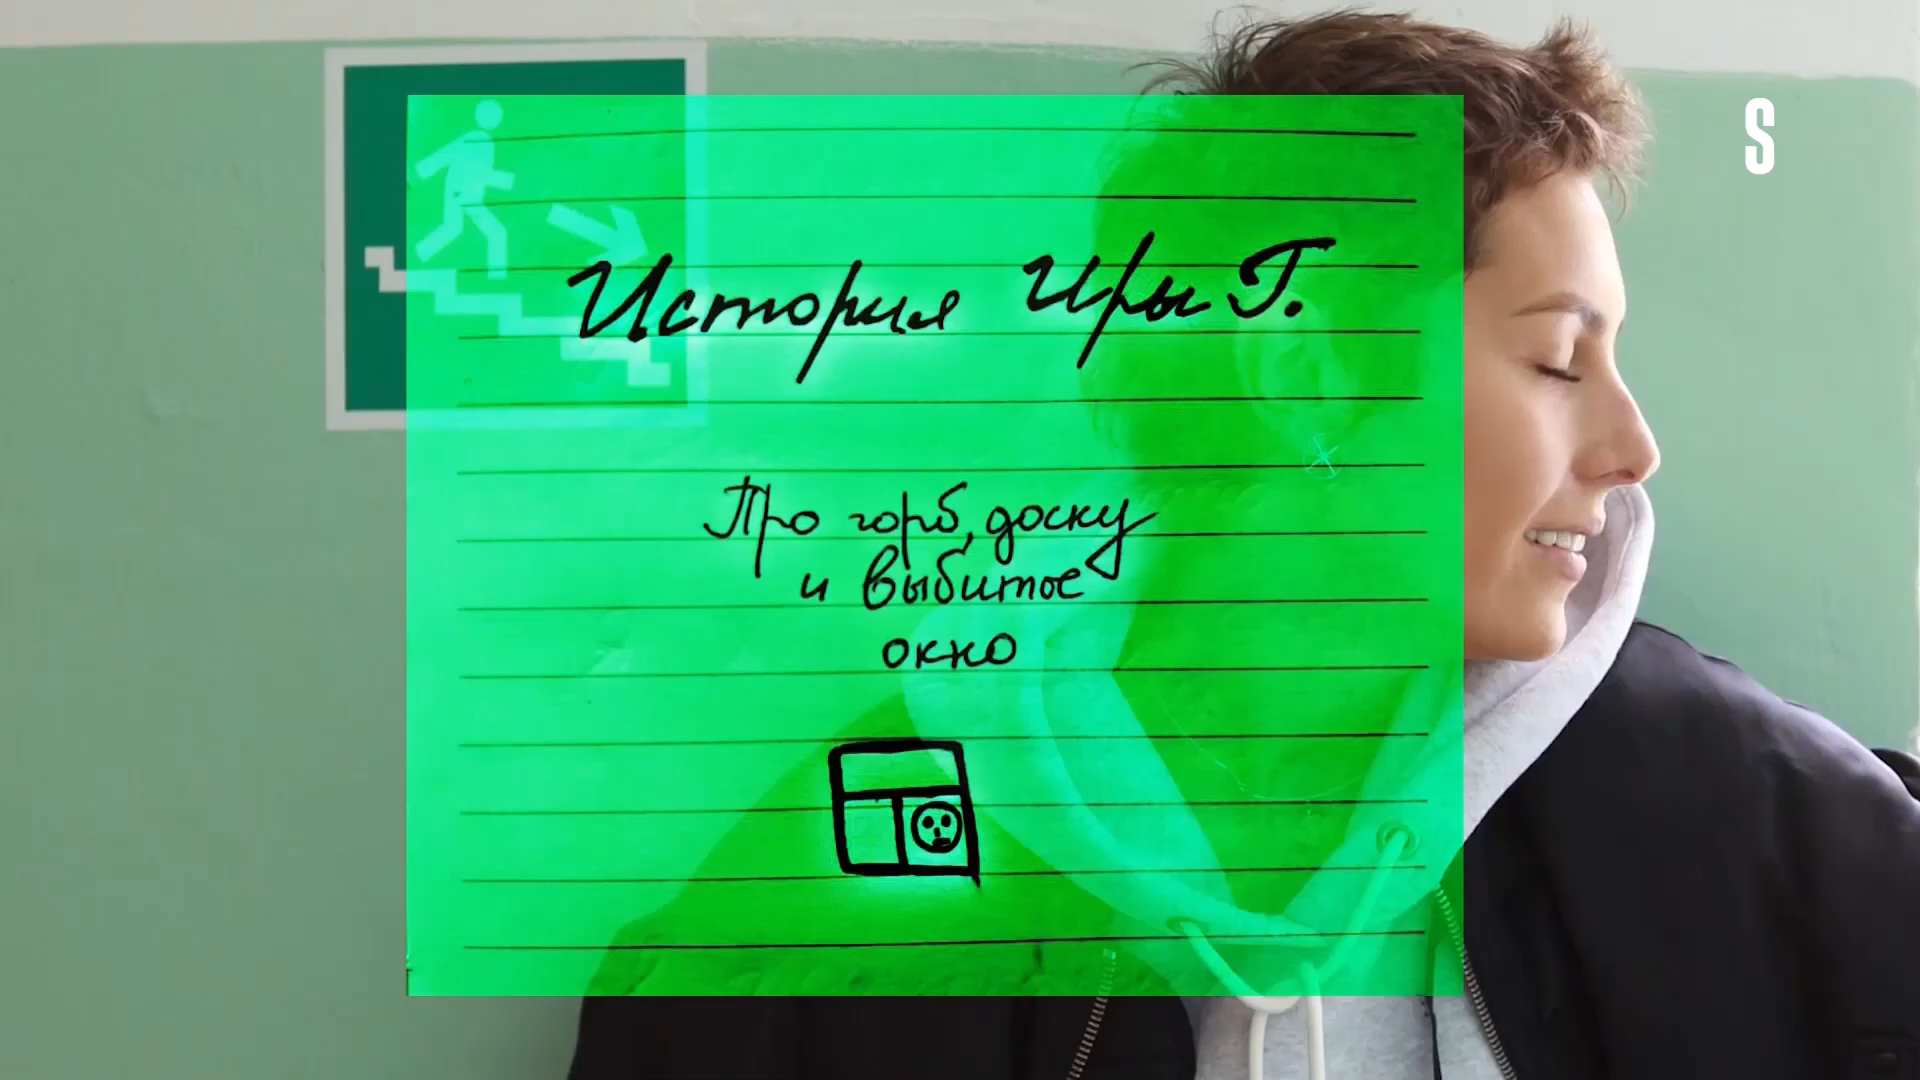 S
История Иры Г.
Про горб, доску
и выбитое
окно